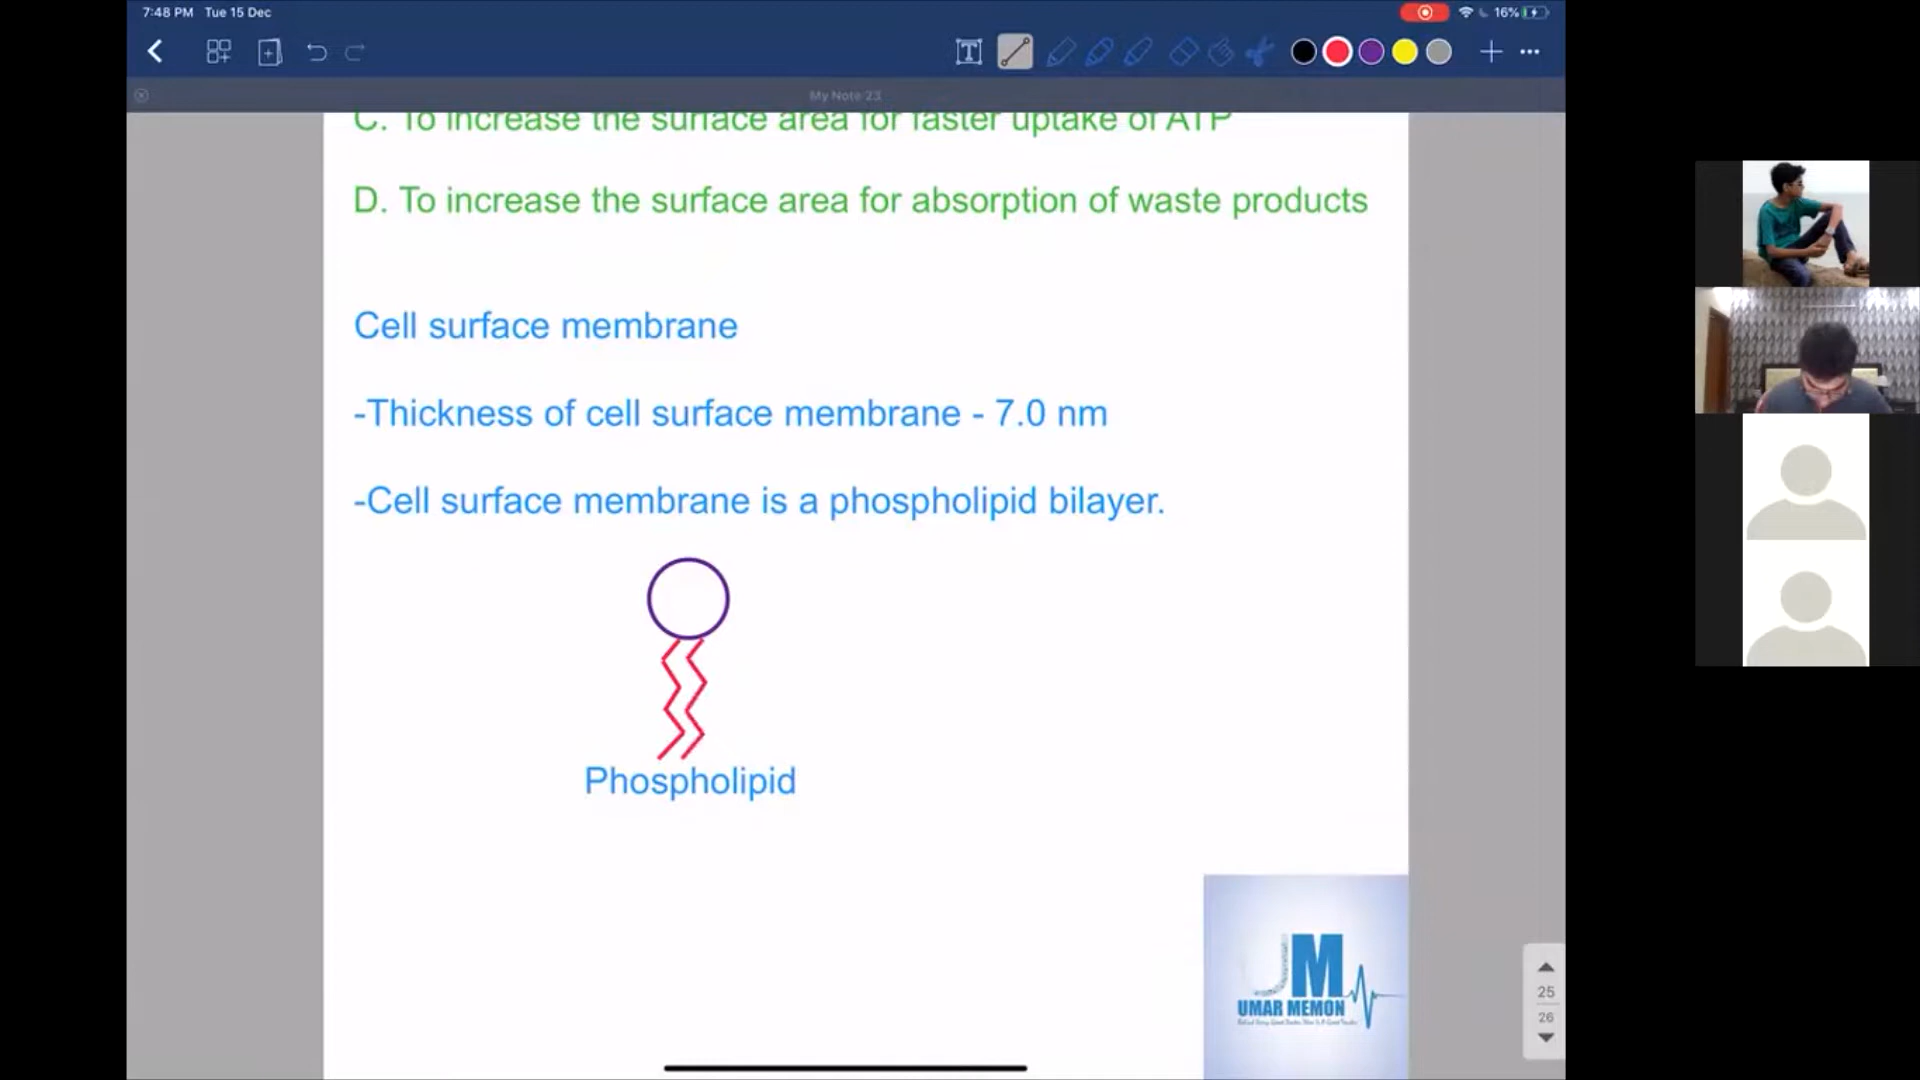 7:48 PM Tue 15 Dec
16%
My Note 23
C. To increase the surface area for faster uptake of ATP
D. To increase the surface area for absorption of waste products
Cell surface membrane
-Thickness of cell surface membrane - 7.0 nm
-Cell surface membrane is a phospholipid bilayer.
Phospholipid
JM
UMAR MEMON
25
26